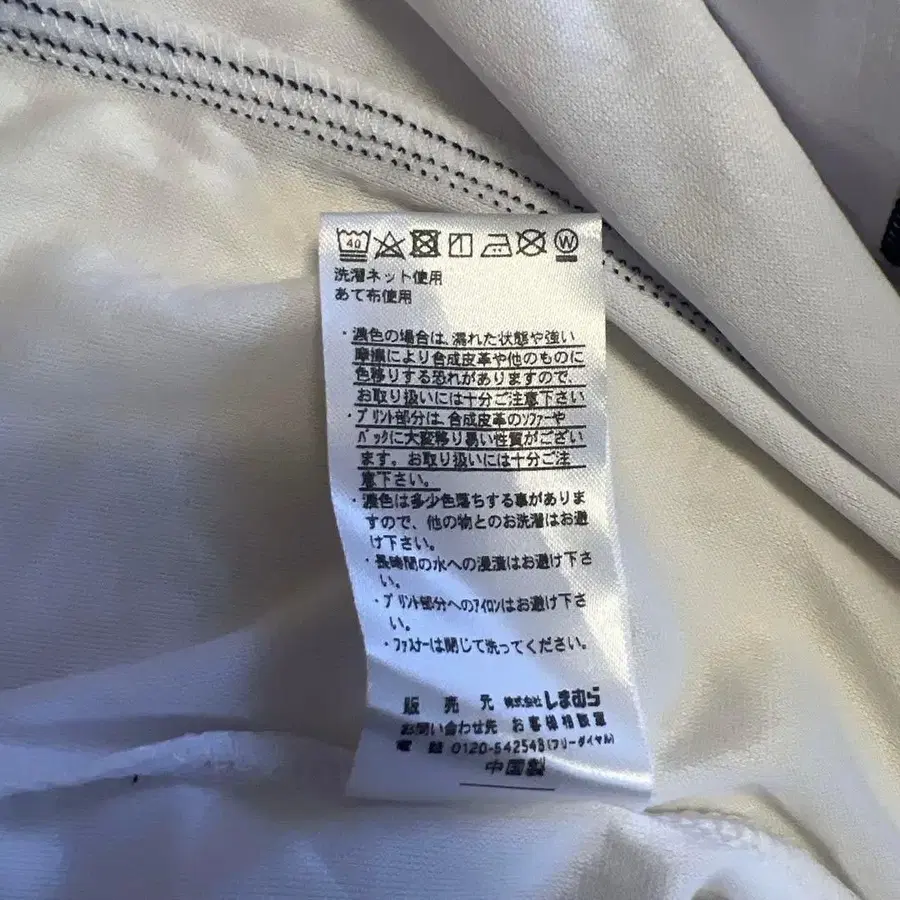 40 1 W
洗濯ネット使用
あて布使用
・濃色の場合は、濡れた状態や強い
摩擦により合成皮革や他のものに
色移りする恐れがありますので、
お取り扱いには十分ご注意下さい
・プリント部分は、合成皮革のソファーや
バックに大変移り易い性質がござい
ます。お取り扱いには十分ご注
意下さい。
・濃色は多少色落ちする事がありま
すので、他の物とのお洗濯はお避
け下さい。
・長時間の水への浸漬はお避け下さ
い。
・プリント部分へのアイロンはお避け下さ
い。
・ファスナーは閉じて洗ってください。
販売元 株式会社しまむら
お問い合わせ先 お客様相談室
電話 0120-542543(フリーダイヤル)
中国製